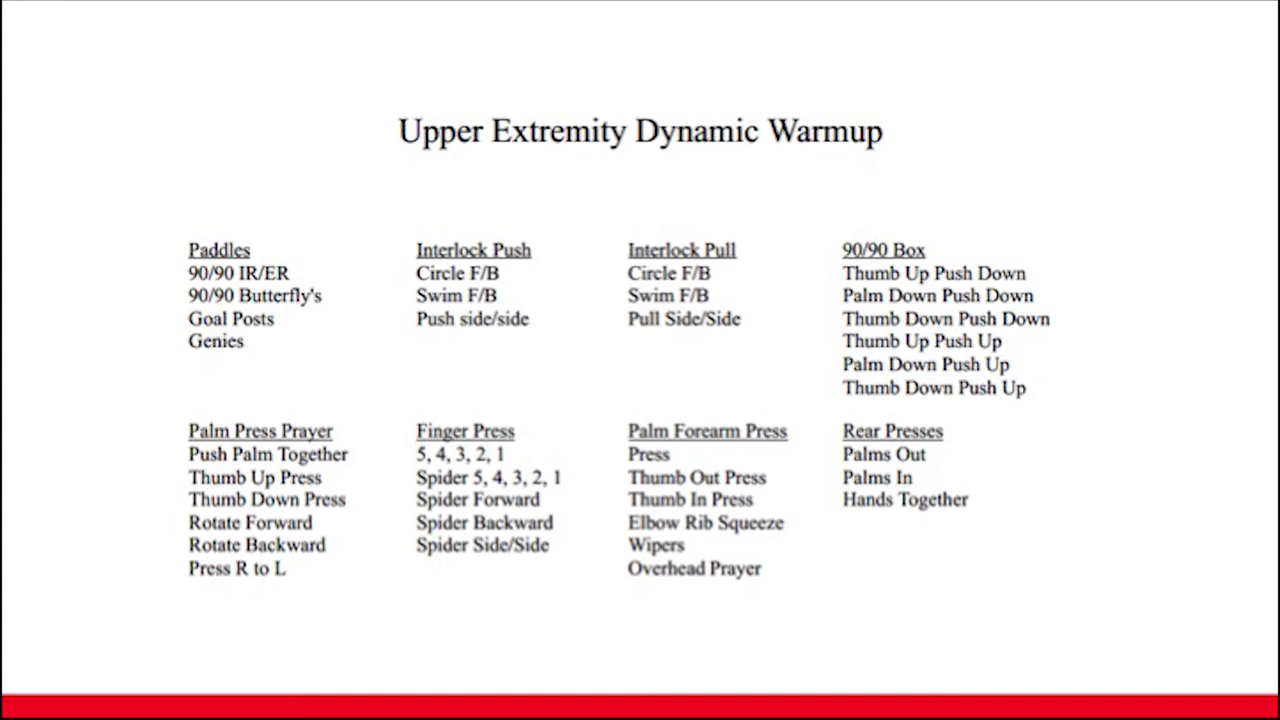 Upper Extremity Dynamic Warmup
Paddles
90/90 IR/ER
90/90 Butterfly's
Goal Posts
Genies
Interlock Push
Circle F/B
Swim F/B
Push side/side
Interlock Pull
Circle F/B
Swim F/B
Pull Side/Side
90/90 Box
Thumb Up Push Down
Palm Down Push Down
Thumb Down Push Down
Thumb Up Push Up
Palm Down Push Up
Thumb Down Push Up
Palm Press Prayer
Push Palm Together
Thumb Up Press
Thumb Down Press
Rotate Forward
Rotate Backward
Press R to L
Finger Press
5, 4, 3, 2, 1
Spider 5, 4, 3, 2, 1
Spider Forward
Spider Backward
Spider Side/Side
Palm Forearm Press
Press
Thumb Out Press
Thumb In Press
Elbow Rib Squeeze
Wipers
Overhead Prayer
Rear Presses
Palms Out
Palms In
Hands Together